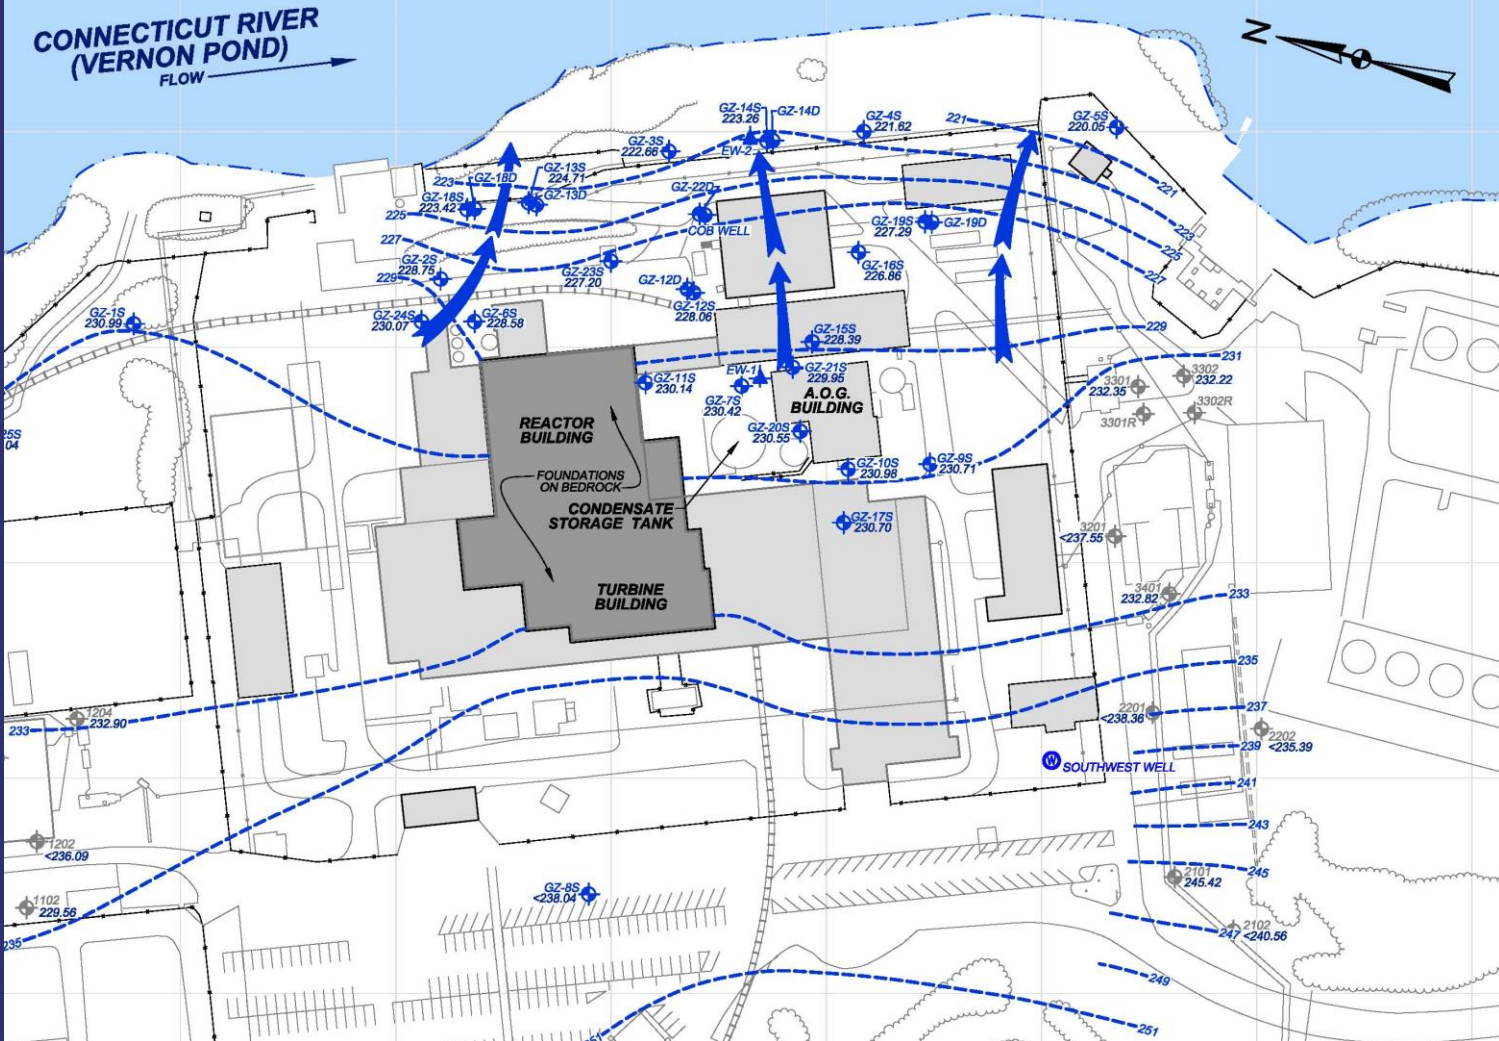 CONNECTICUT RIVER
(VERNON POND)
FLOW
N
GZ-14S
223.26
GZ-14D
GZ-4S
221.62
221
GZ-5S
220.05
GZ-3S
222.66
EW-2
GZ-13S
224.71
GZ-13D
223
GZ-18D
GZ-18S
223.42
225
GZ-22D
COB WELL
221
GZ-19S
227.29
GZ-19D
223
225
227
227
GZ-2S
228.75
229
GZ-23S
227.20
GZ-16S
226.86
GZ-12D
GZ-12S
228.06
GZ-1S
230.99
GZ-24S
230.07
GZ-6S
228.58
GZ-15S
228.39
229
231
GZ-11S
230.14
EW-1
GZ-21S
229.95
GZ-7S
230.42
A.O.G.
BUILDING
3301
232.35
3302
232.22
3301R
3302R
25S
04
REACTOR
BUILDING
GZ-20S
230.55
FOUNDATIONS
ON BEDROCK
GZ-10S
230.98
GZ-9S
230.71
CONDENSATE
STORAGE TANK
GZ-17S
230.70
3201
<237.55
TURBINE
BUILDING
3401
232.82
233
235
1204
232.90
233
2201
<238.36
237
2202
<235.39
239
SOUTHWEST WELL
W
241
243
1202
<236.09
245
2101
245.42
1102
229.56
GZ-8S
<238.04
235
247
2102
<240.56
249
251
251